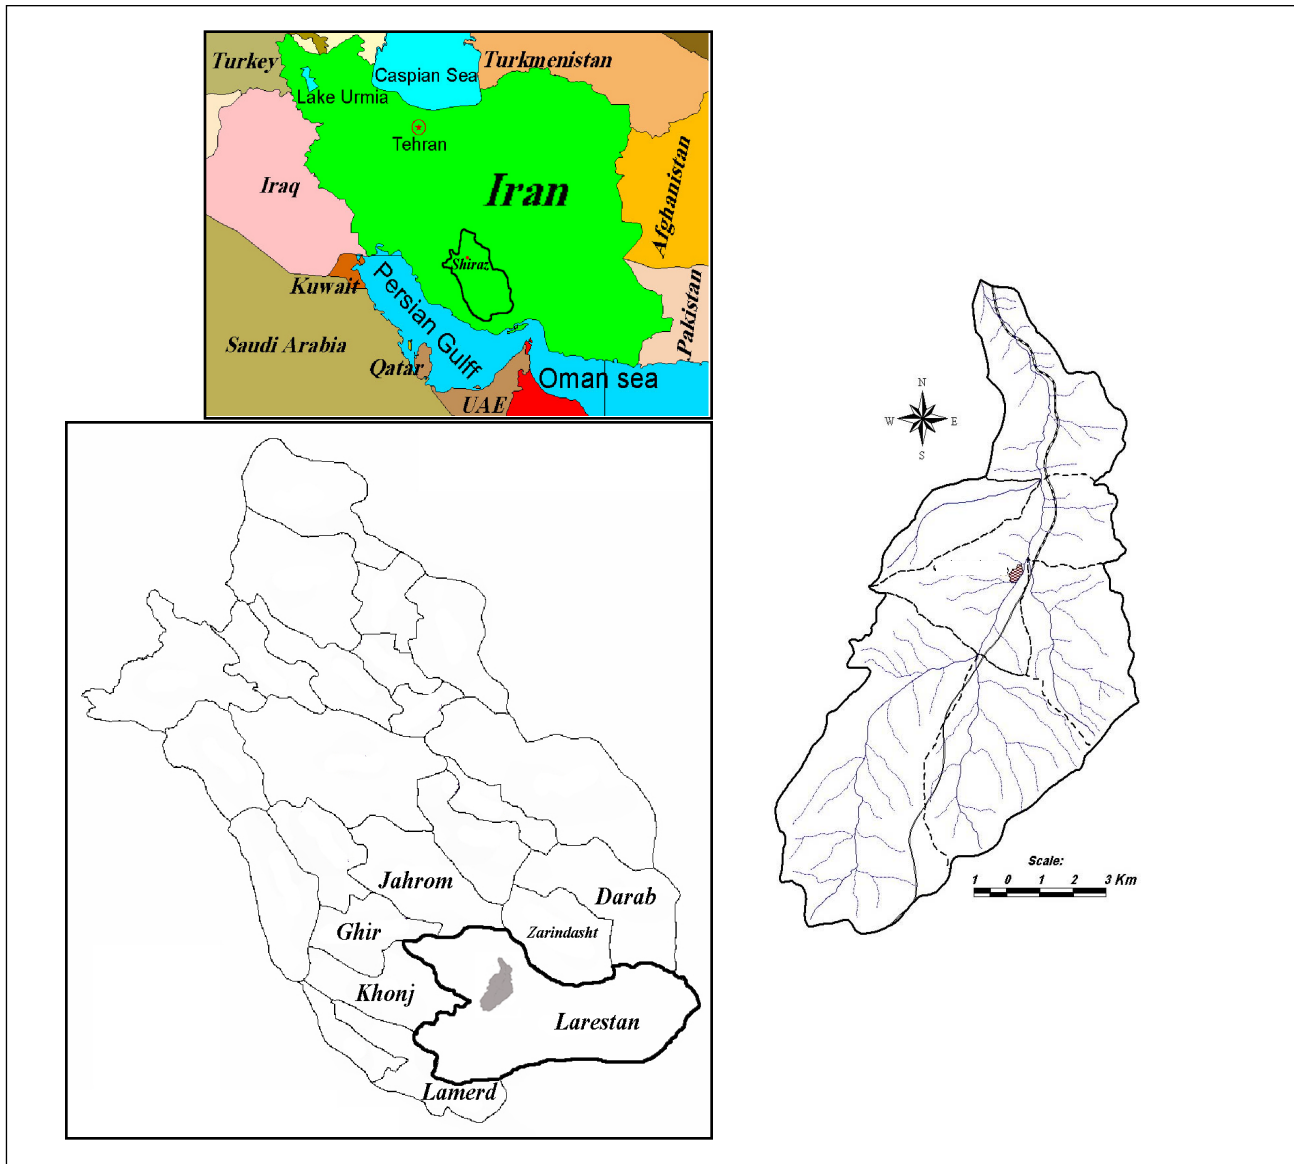 Turkey
Caspian Sea
Turkmenistan
Lake Urmia
Tehran
Iraq
Iran
Afghanistan
Shiraz
Kuwait
Persian Gulff
Pakistan
Saudi Arabia
Qatar
Oman sea
UAE
N
W E
S
Jahrom
Darab
Ghir
Zarindasht
Khonj
Larestan
Lamerd
Scale:
1 0 1 2 3 Km